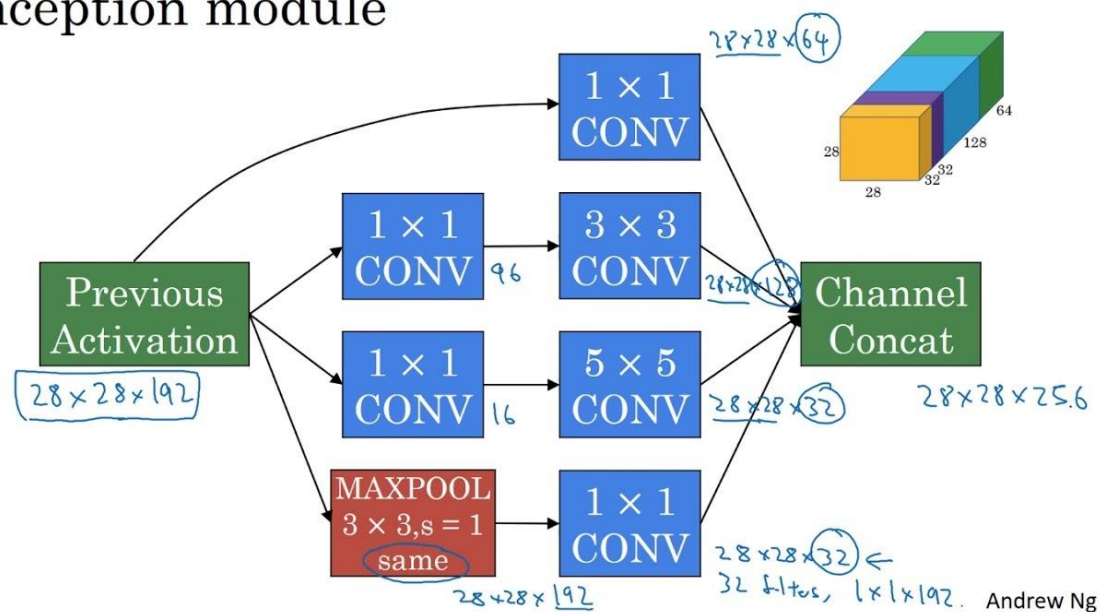 nception module
28×28×64
1 × 1
CONV
28
28
32
32
128
64
1 × 1
CONV
96
3 × 3
CONV
28×28×128
Previous
Activation
28×28×192
Channel
Concat
28×28×256
1 × 1
CONV
16
5 × 5
CONV
28×28×32
MAXPOOL
3 × 3,s = 1
same
28×28×192
1 × 1
CONV
28×28×32 ←
32 filters, 1×1×192.
Andrew Ng